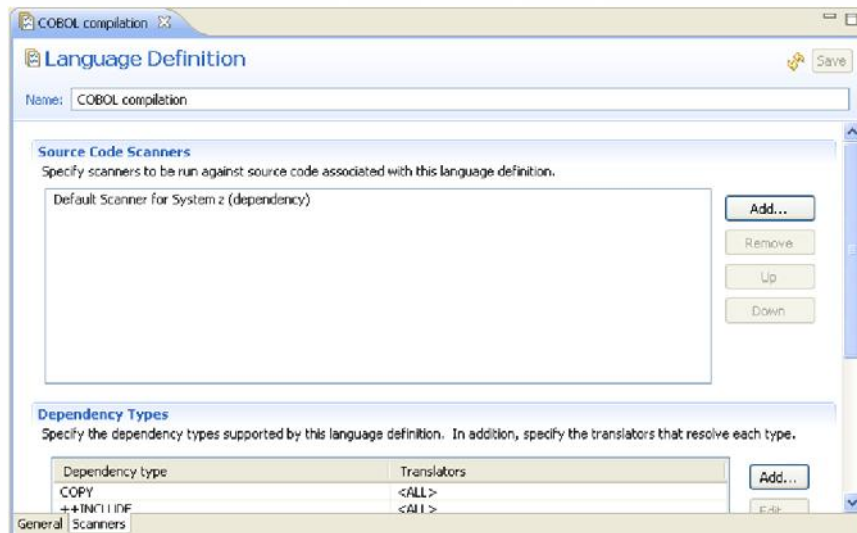 COBOL compilation
Language Definition
Save
Name: COBOL compilation
Source Code Scanners
Specify scanners to be run against source code associated with this language definition.
Default Scanner for System z (dependency)
Add...
Remove
Up
Down
Dependency Types
Specify the dependency types supported by this language definition. In addition, specify the translators that resolve each type.
Dependency type Translators
Add...
COPY <ALL>
++INCLUDE <ALL>
Edit...
General Scanners